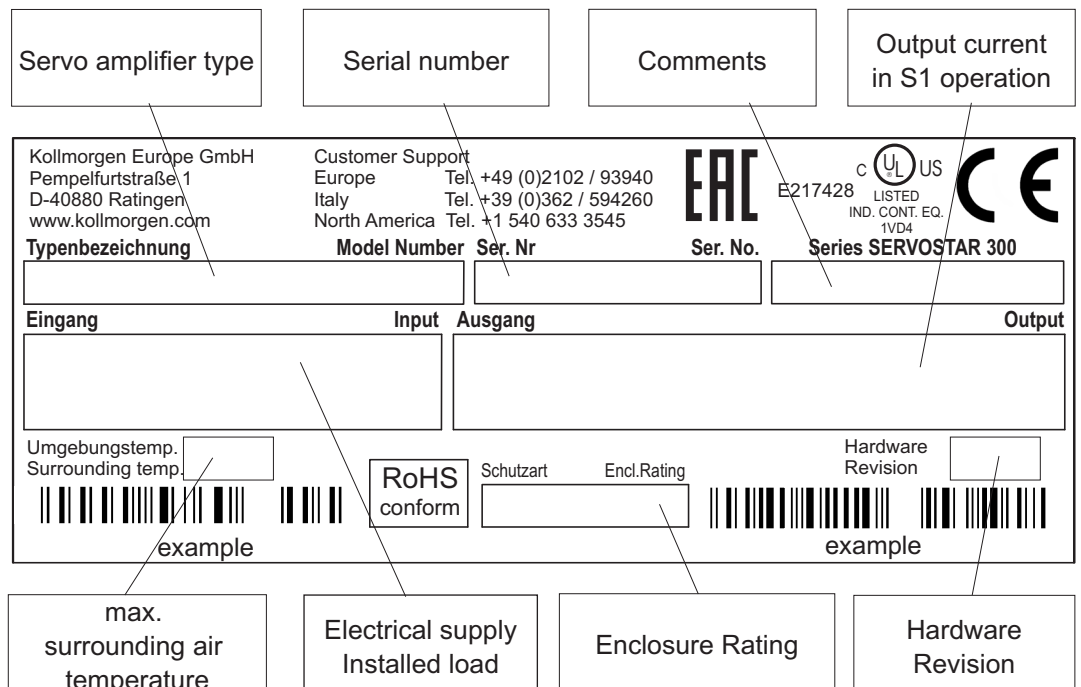 Servo amplifier type
Serial number
Comments
Output current
in S1 operation
Kollmorgen Europe GmbH
Pempelfurtstraße 1
D-40880 Ratingen
www.kollmorgen.com
Customer Support
Europe Tel. +49 (0)2102 / 93940
Italy Tel. +39 (0)362 / 594260
North America Tel. +1 540 633 3545
EAC
E217428
C UL US
®
LISTED
IND. CONT. EQ.
1VD4
CE
Typenbezeichnung Model Number
Ser. Nr Ser. No.
Series SERVOSTAR 300
Eingang Input
Ausgang Output
Umgebungstemp.
Surrounding temp.
RoHS
conform
Schutzart Encl.Rating
Hardware
Revision
example
example
max.
surrounding air
temperature
Electrical supply
Installed load
Enclosure Rating
Hardware
Revision